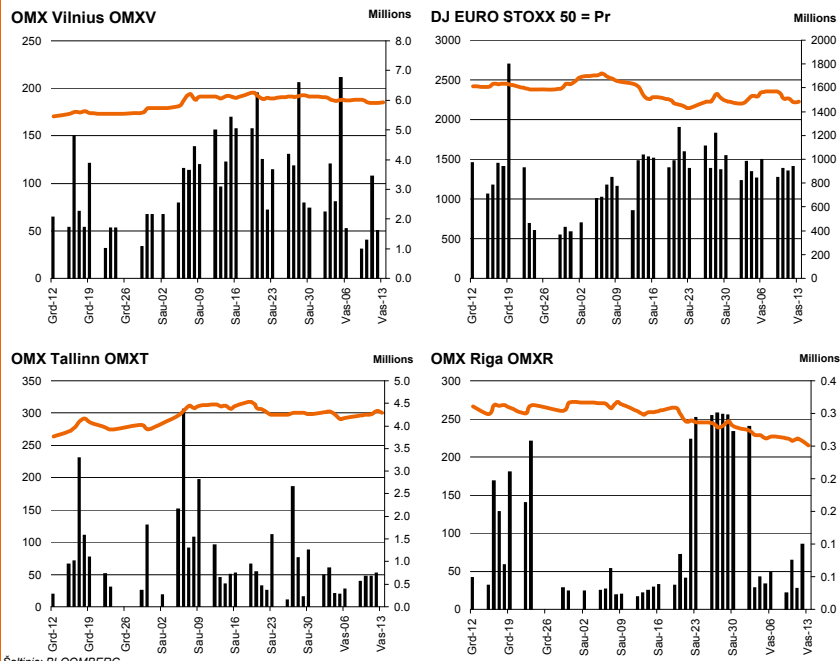 OMX Vilnius OMXV
Millions
250
200
150
100
50
0
8.0
7.0
6.0
5.0
4.0
3.0
2.0
1.0
0.0
Grd-12
Grd-19
Grd-26
Sau-02
Sau-09
Sau-16
Sau-23
Sau-30
Vas-06
Vas-13
DJ EURO STOXX 50 = Pr
Millions
3000
2500
2000
1500
1000
500
0
2000
1800
1600
1400
1200
1000
800
600
400
200
0
Grd-12
Grd-19
Grd-26
Sau-02
Sau-09
Sau-16
Sau-23
Sau-30
Vas-06
Vas-13
OMX Tallinn OMXT
Millions
350
300
250
200
150
100
50
0
5.0
4.5
4.0
3.5
3.0
2.5
2.0
1.5
1.0
0.5
0.0
Grd-12
Grd-19
Grd-26
Sau-02
Sau-09
Sau-16
Sau-23
Sau-30
Vas-06
Vas-13
OMX Riga OMXR
Millions
300
250
200
150
100
50
0
0.4
0.3
0.3
0.2
0.2
0.1
0.1
0.0
Grd-12
Grd-19
Grd-26
Sau-02
Sau-09
Sau-16
Sau-23
Sau-30
Vas-06
Vas-13
Šaltinis: BLOOMBERG